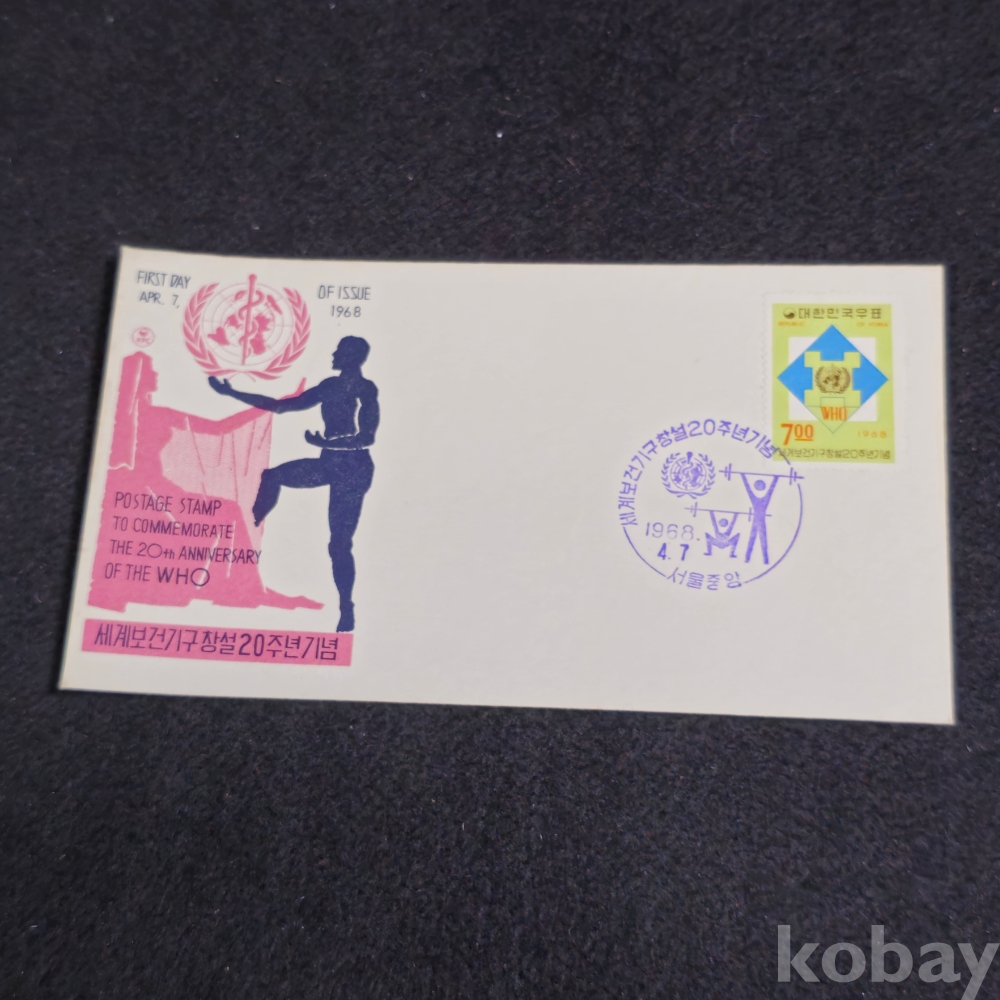 FIRST DAY
OF ISSUE
APR. 7,
1968
POSTAGE STAMP
TO COMMEMORATE
THE 20th ANNIVERSARY
OF THE WHO
세계보건기구창설20주년기념
대한민국우표
REPUBLIC OF KOREA
WHO
7.00
1968
세계보건기구창설20주년기념
세계보건기구창설20주년기념
1968.
4.7
서울중앙
kobay